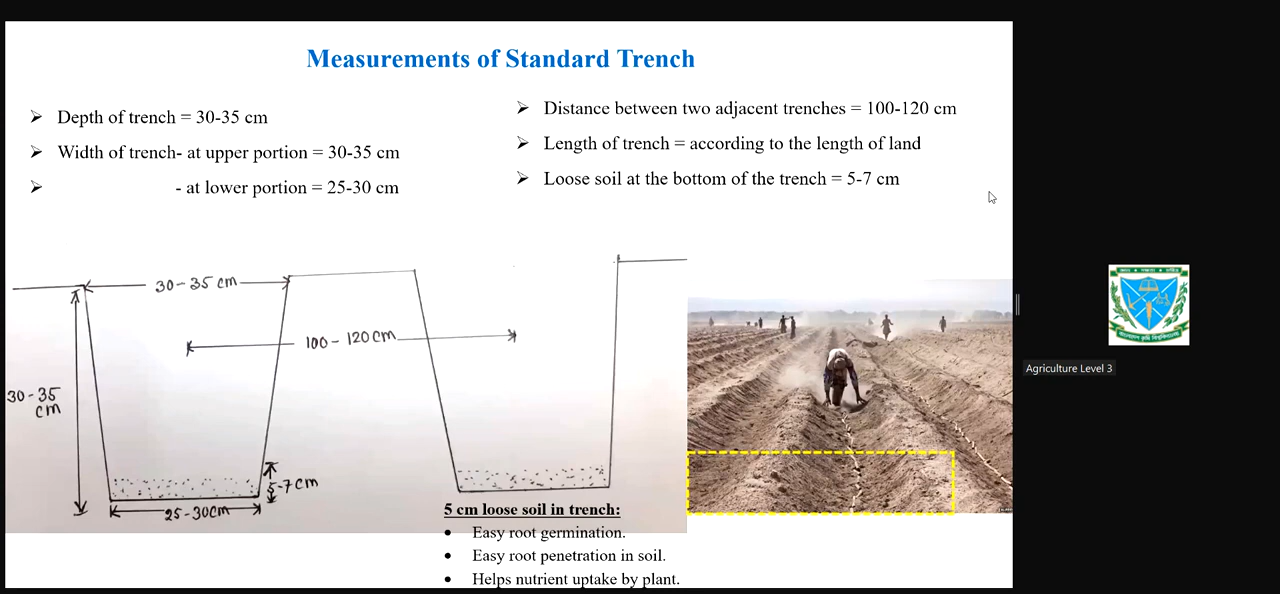 Measurements of Standard Trench
➢ Depth of trench = 30-35 cm
➢ Width of trench- at upper portion = 30-35 cm
➢ - at lower portion = 25-30 cm
➢ Distance between two adjacent trenches = 100-120 cm
➢ Length of trench = according to the length of land
➢ Loose soil at the bottom of the trench = 5-7 cm
30-35 cm
100-120 cm
30-35
cm
5-7cm
25-30cm
5 cm loose soil in trench:
• Easy root germination.
• Easy root penetration in soil.
• Helps nutrient uptake by plant.
Agriculture Level 3